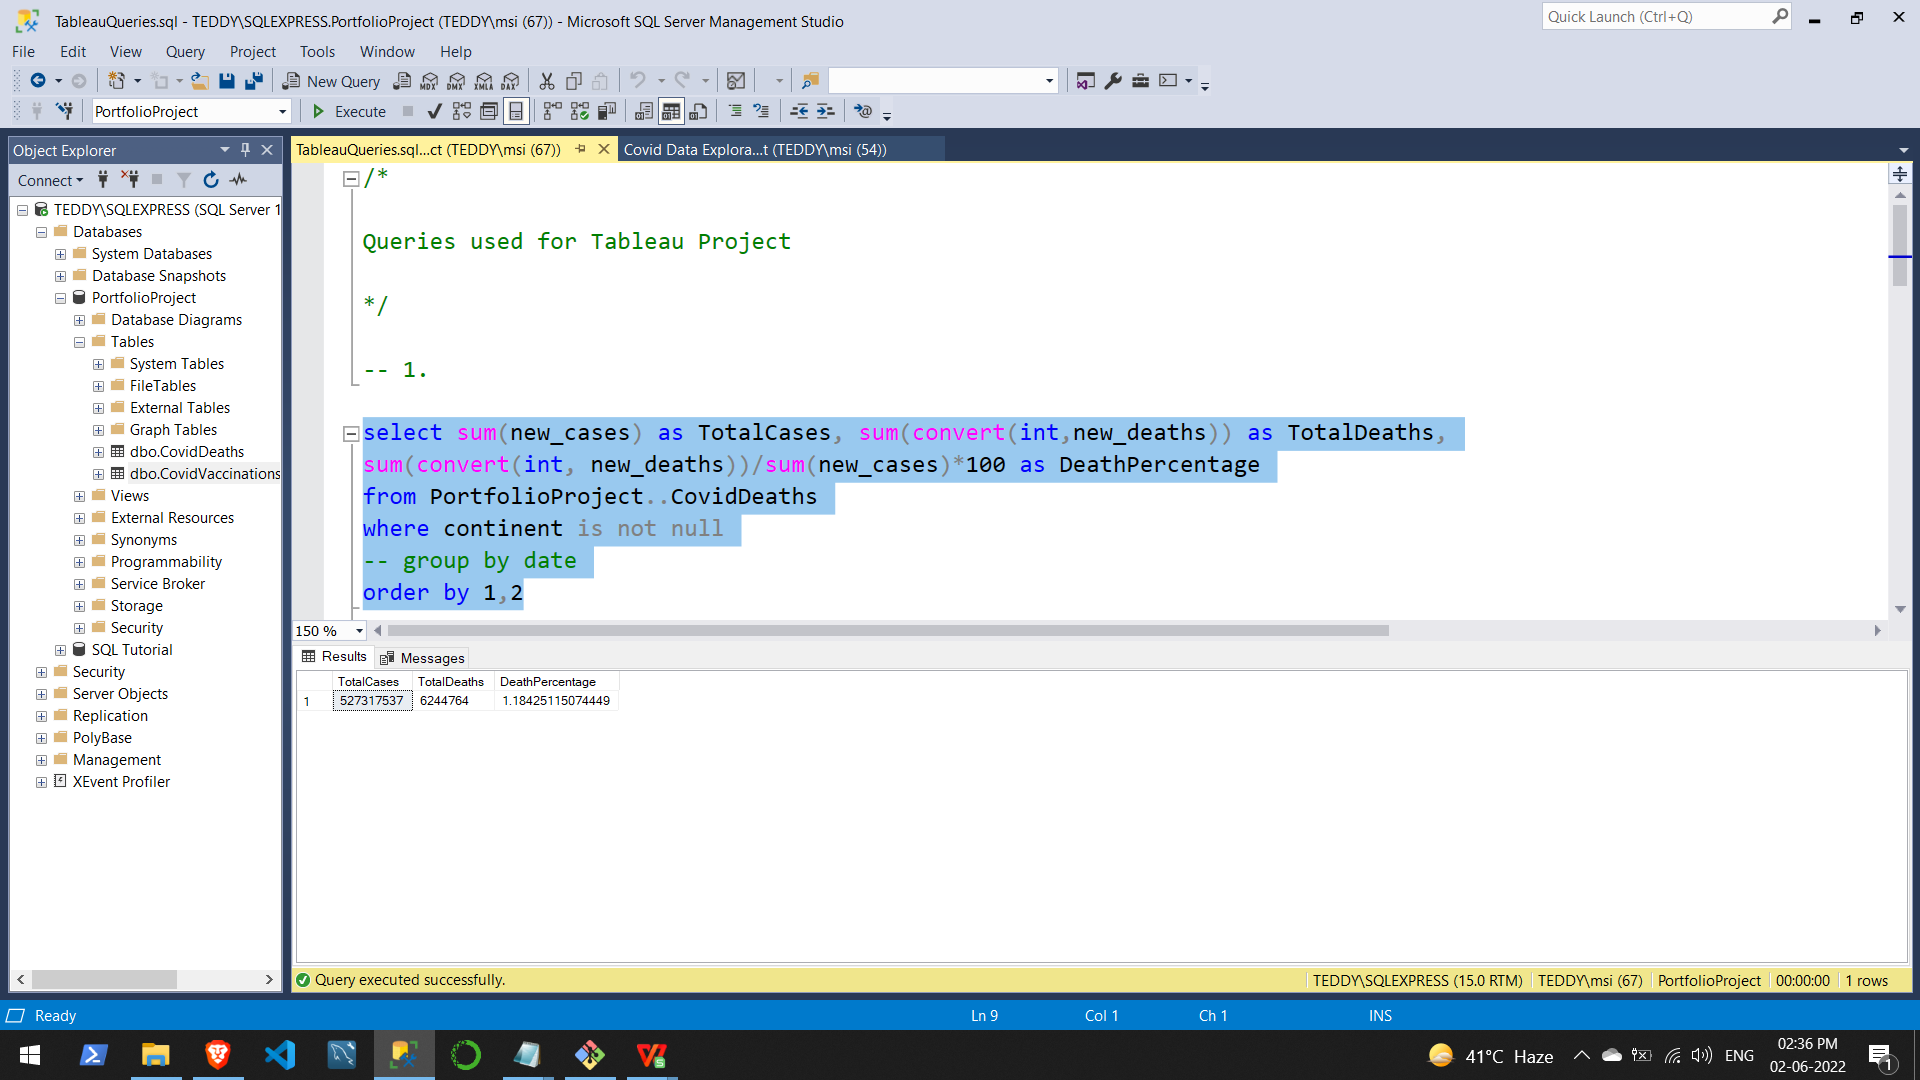 TableauQueries.sql - TEDDY\SQLEXPRESS.PortfolioProject (TEDDY\msi (67)) - Microsoft SQL Server Management Studio
Quick Launch (Ctrl+Q)
File Edit View Query Project Tools Window Help
New Query MDX DMX XMLA DAX
PortfolioProject Execute
Object Explorer
TableauQueries.sql...ct (TEDDY\msi (67)) Covid Data Explora...t (TEDDY\msi (54))
Connect
TEDDY\SQLEXPRESS (SQL Server 1
Databases
System Databases
Database Snapshots
PortfolioProject
Database Diagrams
Tables
System Tables
FileTables
External Tables
Graph Tables
dbo.CovidDeaths
dbo.CovidVaccinations
Views
External Resources
Synonyms
Programmability
Service Broker
Storage
Security
SQL Tutorial
Security
Server Objects
Replication
PolyBase
Management
XEvent Profiler
/*
Queries used for Tableau Project
*/
-- 1.
select sum(new_cases) as TotalCases, sum(convert(int,new_deaths)) as TotalDeaths,
sum(convert(int, new_deaths))/sum(new_cases)*100 as DeathPercentage
from PortfolioProject..CovidDeaths
where continent is not null
-- group by date
order by 1,2
150 %
Results Messages
TotalCases TotalDeaths DeathPercentage
1 527317537 6244764 1.18425115074449
Query executed successfully. TEDDY\SQLEXPRESS (15.0 RTM) TEDDY\msi (67) PortfolioProject 00:00:00 1 rows
Ready Ln 9 Col 1 Ch 1 INS
41°C Haze ENG 02:36 PM
02-06-2022 1